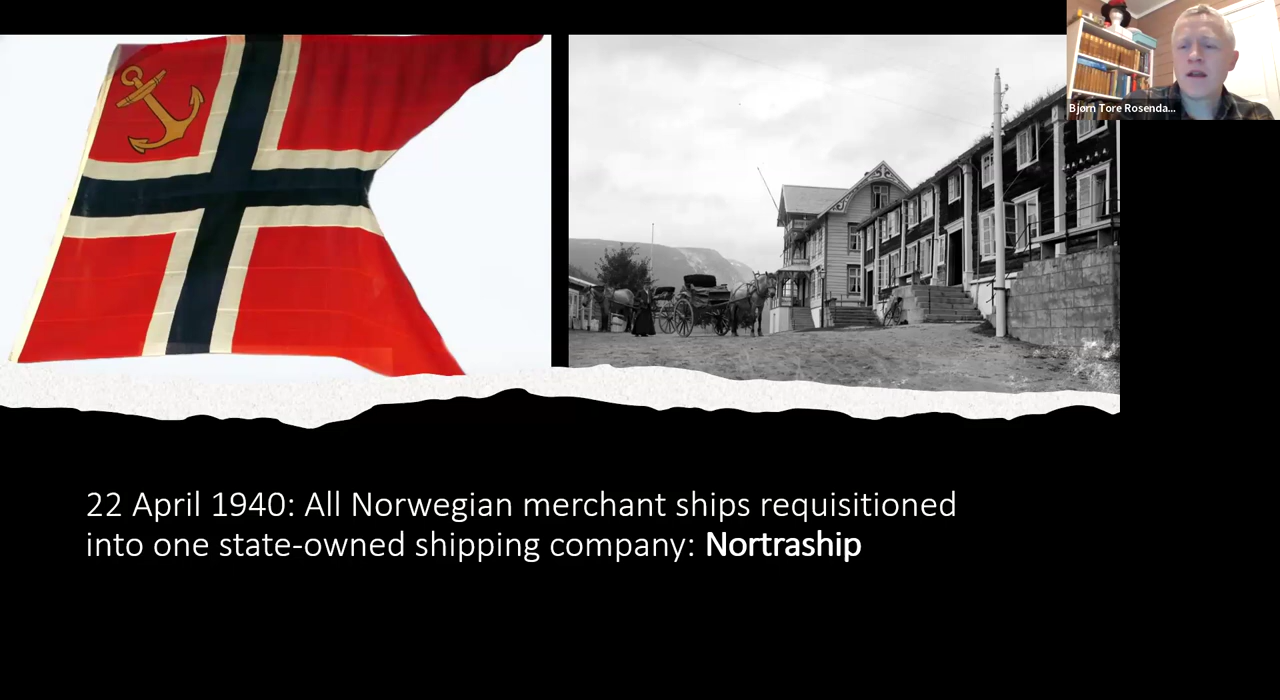 Bjørn Tore Rosenda...
22 April 1940: All Norwegian merchant ships requisitioned
into one state-owned shipping company: Nortraship